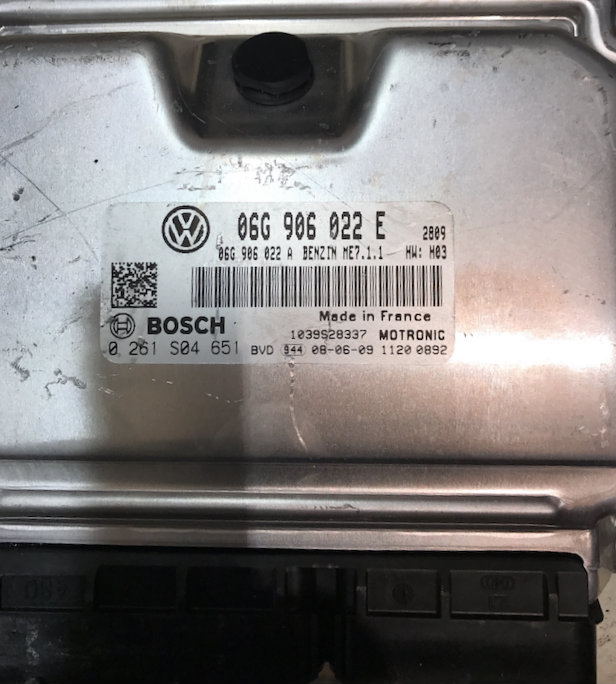 06G 906 022 E 2809
06G 906 022 A BENZIN ME7.1.1 HW: H03
Made in France
BOSCH 1039S28337 MOTRONIC
0 261 S04 651 BVD 944 08-06-09 1120 0892